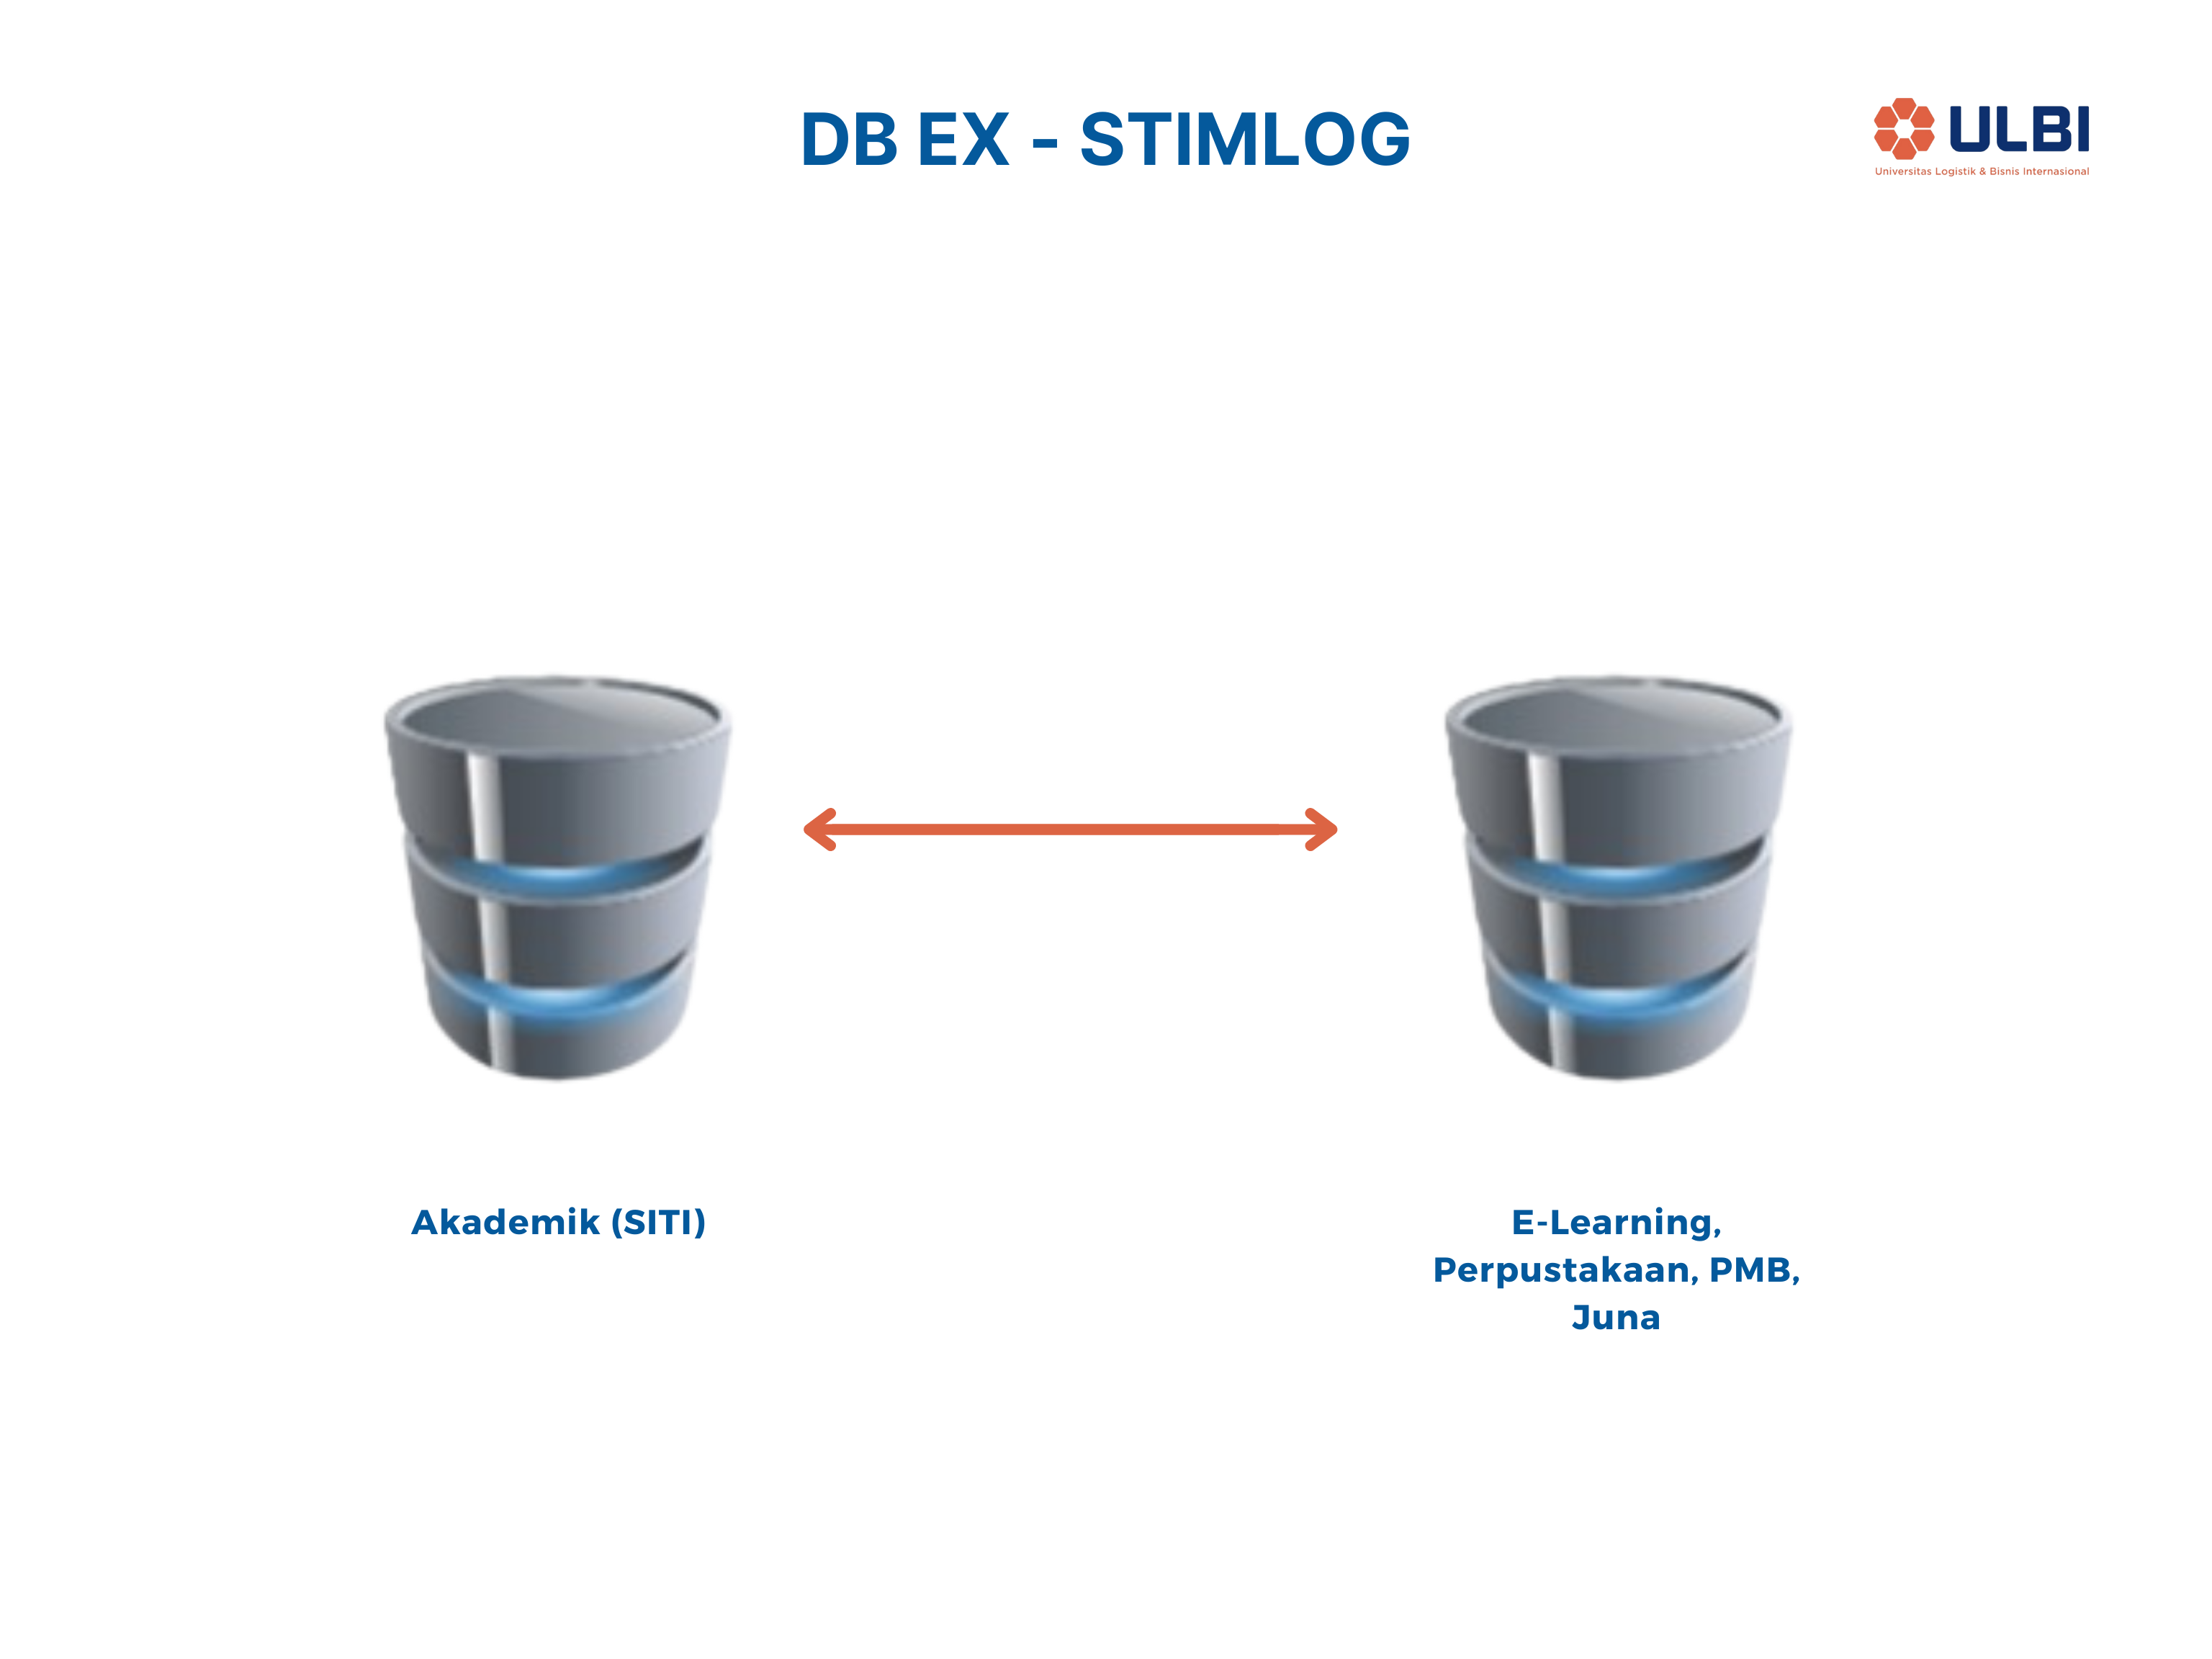 DB EX - STIMLOG
ULBI
Universitas Logistik & Bisnis Internasional
Akademik (SITI)
E-Learning,
Perpustakaan, PMB,
Juna